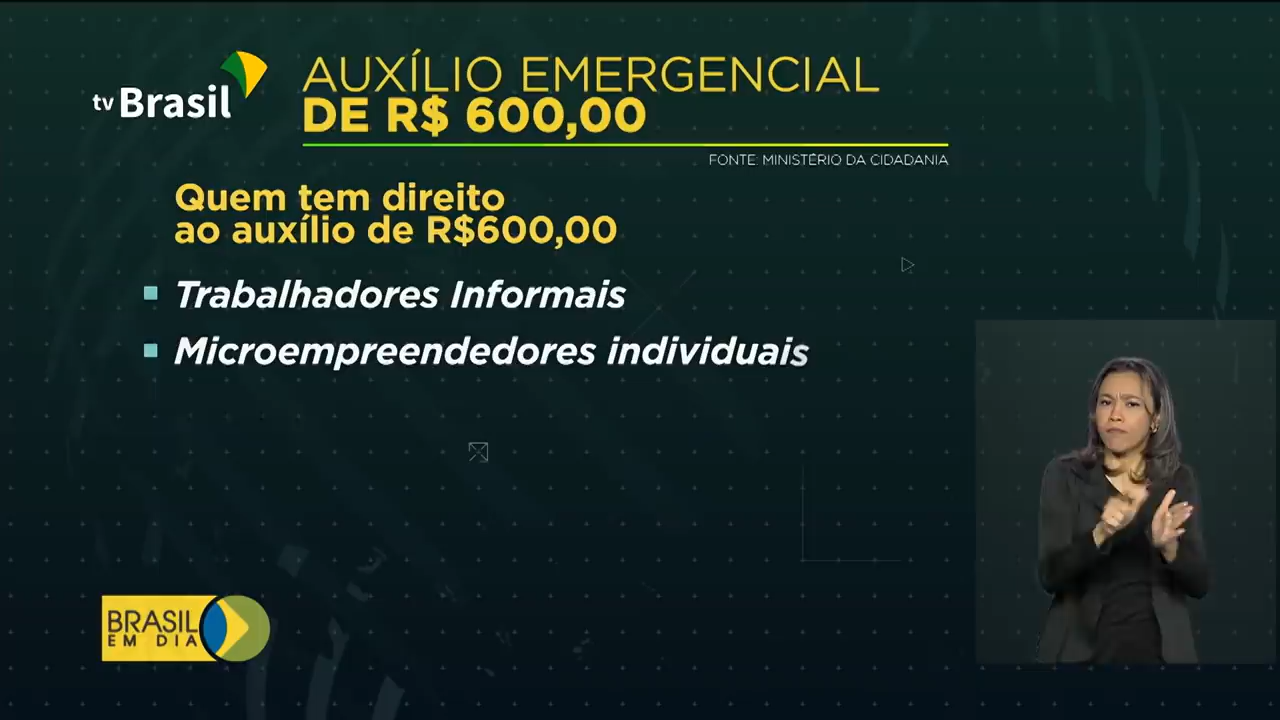 tv Brasil
AUXÍLIO EMERGENCIAL
DE R$ 600,00
FONTE: MINISTÉRIO DA CIDADANIA
Quem tem direito
ao auxílio de R$600,00
Trabalhadores Informais
Microempreendedores individuais
BRASIL
EM DIA